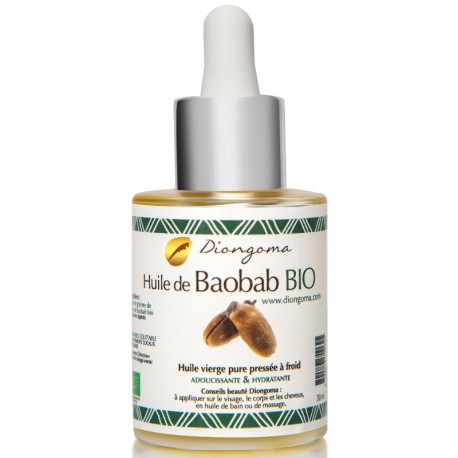 Diongoma
Huile de Baobab BIO
www.diongoma.com
Huile vierge pure pressée à froid
ADOUCISSANTE & HYDRATANTE
Conseils beauté Diongoma :
à appliquer sur le visage, le corps et les cheveux,
en huile de bain ou de massage.